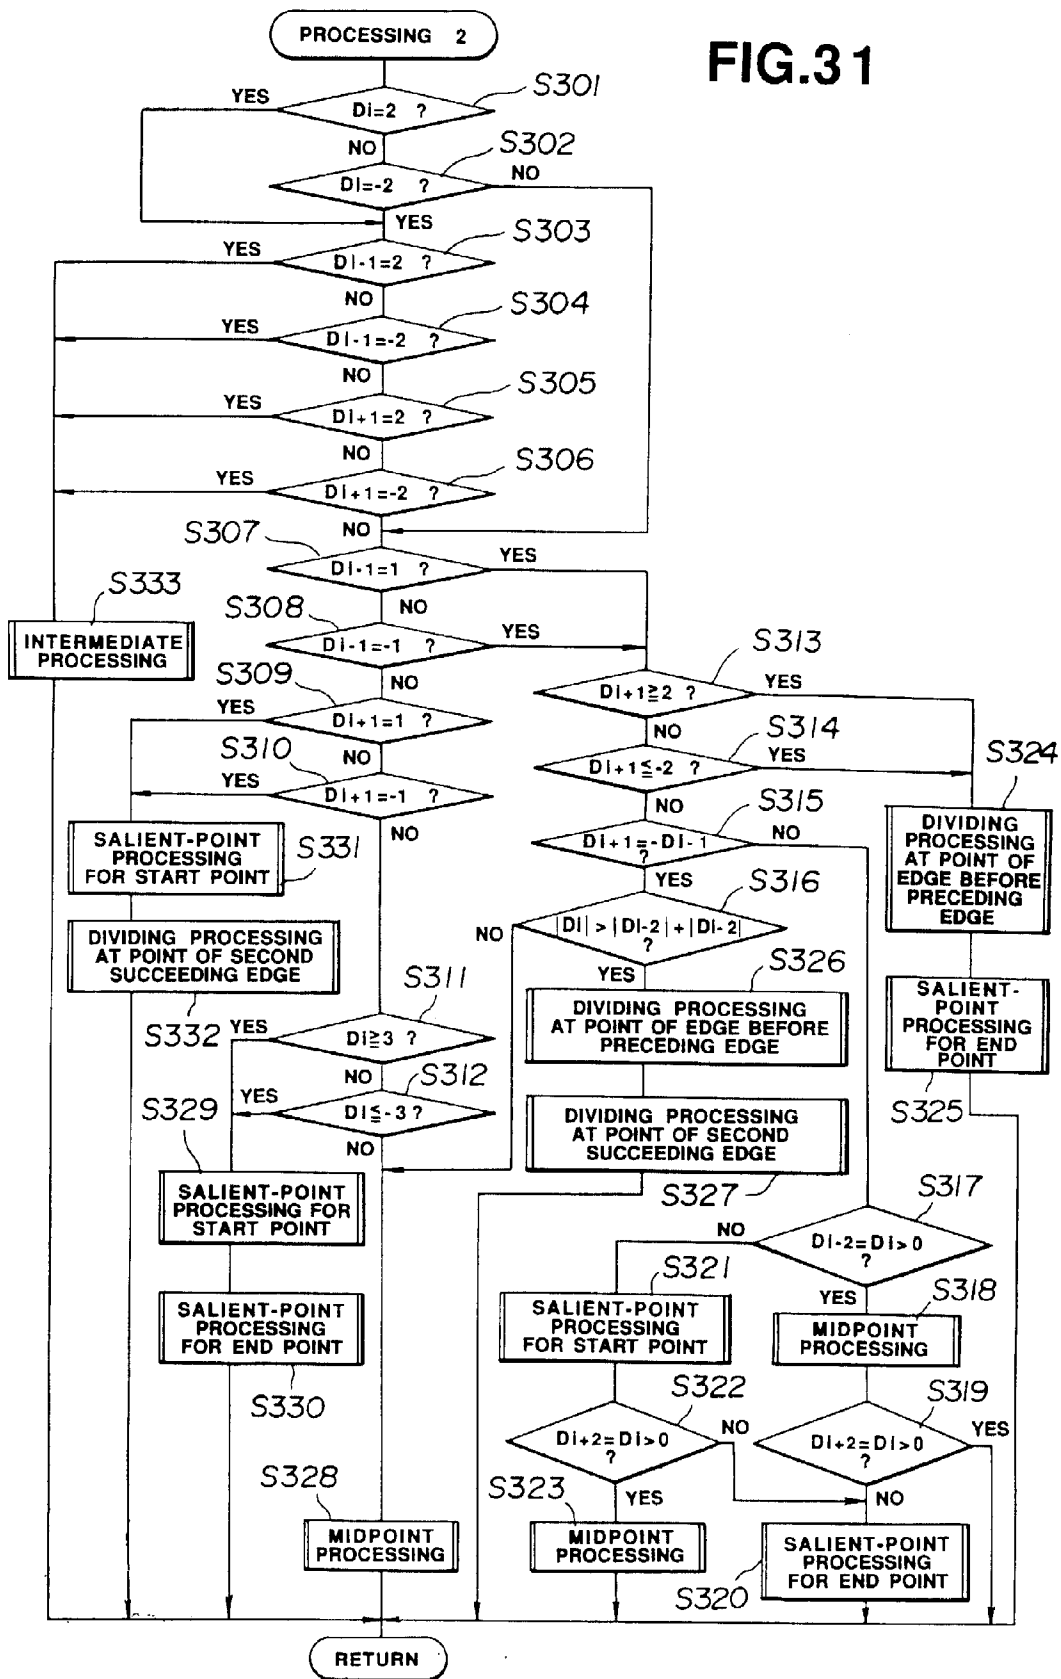 PROCESSING 2
FIG.31
YES
S301
Di=2 ?
NO
S302
Di=-2 ?
NO
YES
S303
YES
Di-1=2 ?
NO
S304
YES
Di-1=-2 ?
NO
S305
YES
Di+1=2 ?
NO
S306
YES
Di+1=-2 ?
NO
S307
Di-1=1 ?
YES
NO
S333
INTERMEDIATE
PROCESSING
S308
Di-1=-1 ?
YES
NO
S313
Di+1≧2 ?
YES
NO
S309
YES
Di+1=1 ?
NO
S314
Di+1≦-2 ?
YES
NO
S310
YES
Di+1=-1 ?
NO
S324
DIVIDING
PROCESSING
AT POINT OF
EDGE BEFORE
PRECEDING
EDGE
S315
Di+1=-Di-1
?
NO
YES
SALIENT-POINT
PROCESSING
FOR START POINT
S331
S316
|Di|>|Di-2|+|Di-2|
?
NO
YES
DIVIDING PROCESSING
AT POINT OF SECOND
SUCCEEDING EDGE
S332
S326
DIVIDING PROCESSING
AT POINT OF EDGE BEFORE
PRECEDING EDGE
SALIENT-
POINT
PROCESSING
FOR END
POINT
S325
S311
YES
Di≧3 ?
NO
S312
YES
Di≦-3 ?
NO
DIVIDING PROCESSING
AT POINT OF SECOND
SUCCEEDING EDGE
S327
S329
SALIENT-POINT
PROCESSING FOR
START POINT
S317
NO
Di-2=Di>0
?
YES
S321
SALIENT-POINT
PROCESSING
FOR START POINT
S318
MIDPOINT
PROCESSING
SALIENT-POINT
PROCESSING
FOR END POINT
S330
S322
Di+2=Di>0
?
NO
YES
S319
Di+2=Di>0
?
YES
NO
S328
MIDPOINT
PROCESSING
S323
MIDPOINT
PROCESSING
SALIENT-POINT
PROCESSING
FOR END POINT
S320
RETURN